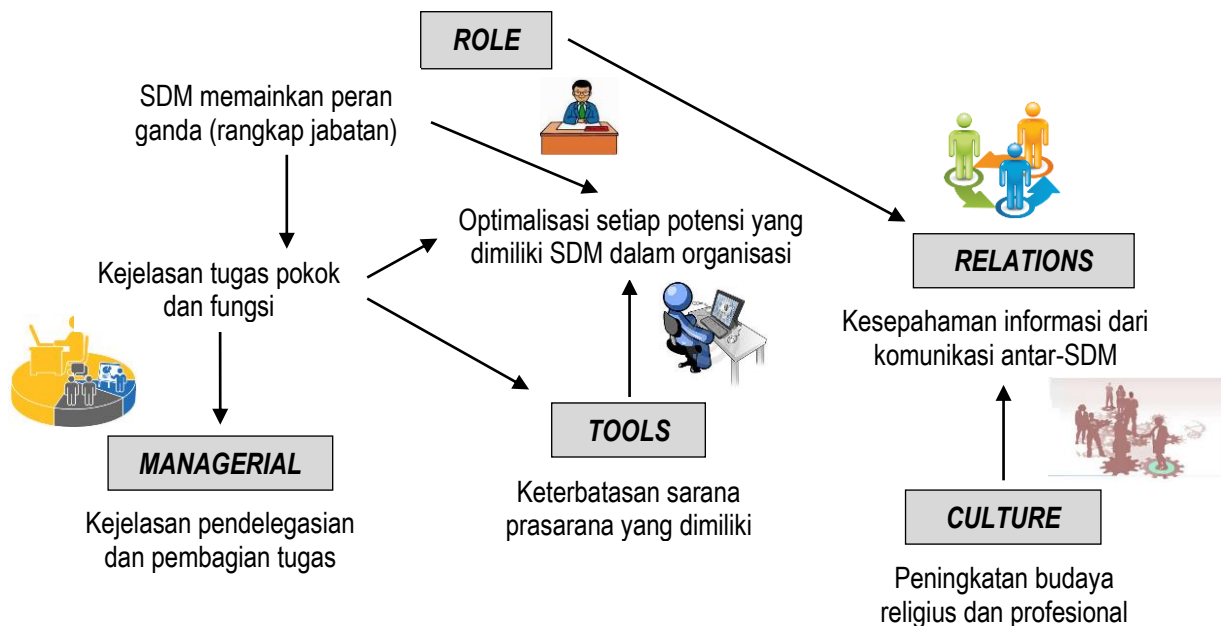 ROLE
SDM memainkan peran
ganda (rangkap jabatan)
Optimalisasi setiap potensi yang
dimiliki SDM dalam organisasi
Kejelasan tugas pokok
dan fungsi
RELATIONS
Kesepahaman informasi dari
komunikasi antar-SDM
TOOLS
MANAGERIAL
Keterbatasan sarana
prasarana yang dimiliki
Kejelasan pendelegasian
dan pembagian tugas
CULTURE
Peningkatan budaya
religius dan profesional